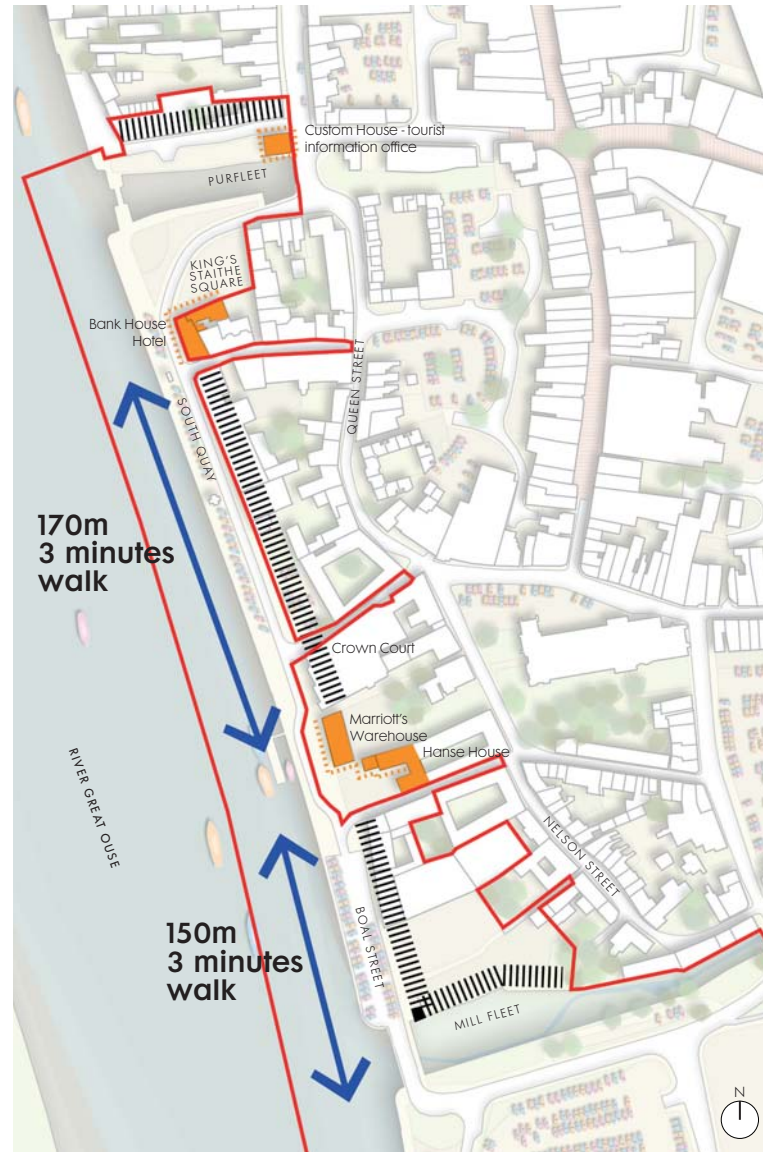 Custom House - tourist
information office
PURFLEET
KING'S
STAITHE
SQUARE
Bank House
Hotel
QUEEN STREET
SOUTH QUAY
170m
3 minutes
walk
Crown Court
Marriott's
Warehouse
Hanse House
RIVER GREAT OUSE
NELSON STREET
150m
3 minutes
walk
BOAL STREET
MILL FLEET
N